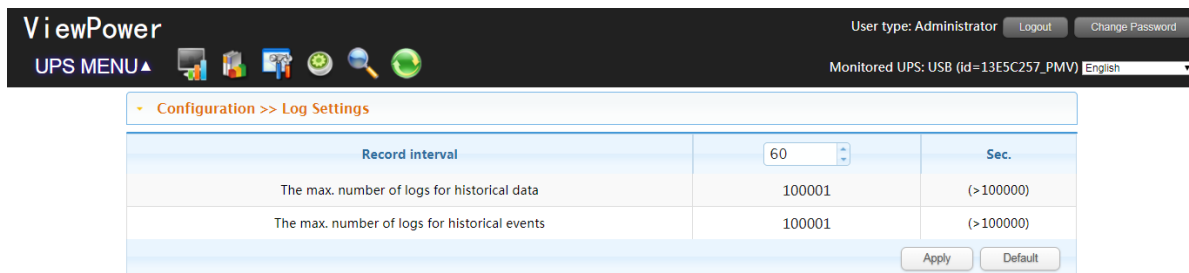 ViewPower
User type: Administrator Logout Change Password
UPS MENU▲
Monitored UPS: USB (id=13E5C257_PMV) English
Configuration >> Log Settings
Record interval 60 Sec.
The max. number of logs for historical data 100001 (>100000)
The max. number of logs for historical events 100001 (>100000)
Apply Default